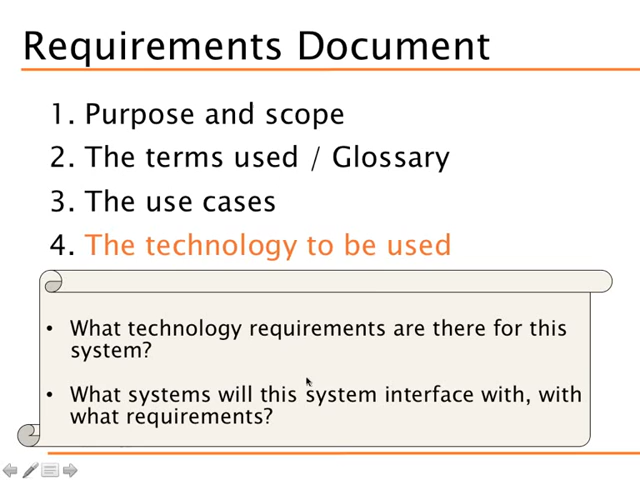 Requirements Document
1. Purpose and scope
2. The terms used / Glossary
3. The use cases
4. The technology to be used
• What technology requirements are there for this
system?
• What systems will this system interface with, with
what requirements?